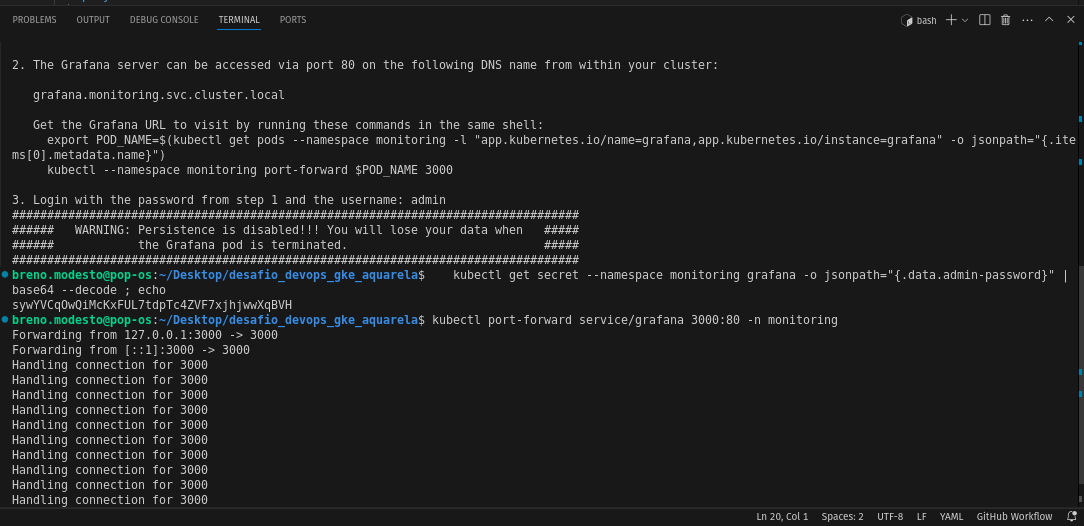 PROBLEMS OUTPUT DEBUG CONSOLE TERMINAL PORTS bash
2. The Grafana server can be accessed via port 80 on the following DNS name from within your cluster:
grafana.monitoring.svc.cluster.local
Get the Grafana URL to visit by running these commands in the same shell:
export POD_NAME=$(kubectl get pods --namespace monitoring -l "app.kubernetes.io/name=grafana,app.kubernetes.io/instance=grafana" -o jsonpath="{.ite
ms[0].metadata.name}")
kubectl --namespace monitoring port-forward $POD_NAME 3000
3. Login with the password from step 1 and the username: admin
#################################################################################
###### WARNING: Persistence is disabled!!! You will lose your data when #####
###### the Grafana pod is terminated. #####
#################################################################################
breno.modesto@pop-os:~/Desktop/desafio_devops_gke_aquarela$ kubectl get secret --namespace monitoring grafana -o jsonpath="{.data.admin-password}" |
base64 --decode ; echo
sywYVCqOwQiMcKxFUL7tdpTc4ZVF7xjhjwwXqBVH
breno.modesto@pop-os:~/Desktop/desafio_devops_gke_aquarela$ kubectl port-forward service/grafana 3000:80 -n monitoring
Forwarding from 127.0.0.1:3000 -> 3000
Forwarding from [::1]:3000 -> 3000
Handling connection for 3000
Handling connection for 3000
Handling connection for 3000
Handling connection for 3000
Handling connection for 3000
Handling connection for 3000
Handling connection for 3000
Handling connection for 3000
Handling connection for 3000
Handling connection for 3000
Ln 20, Col 1 Spaces: 2 UTF-8 LF YAML GitHub Workflow